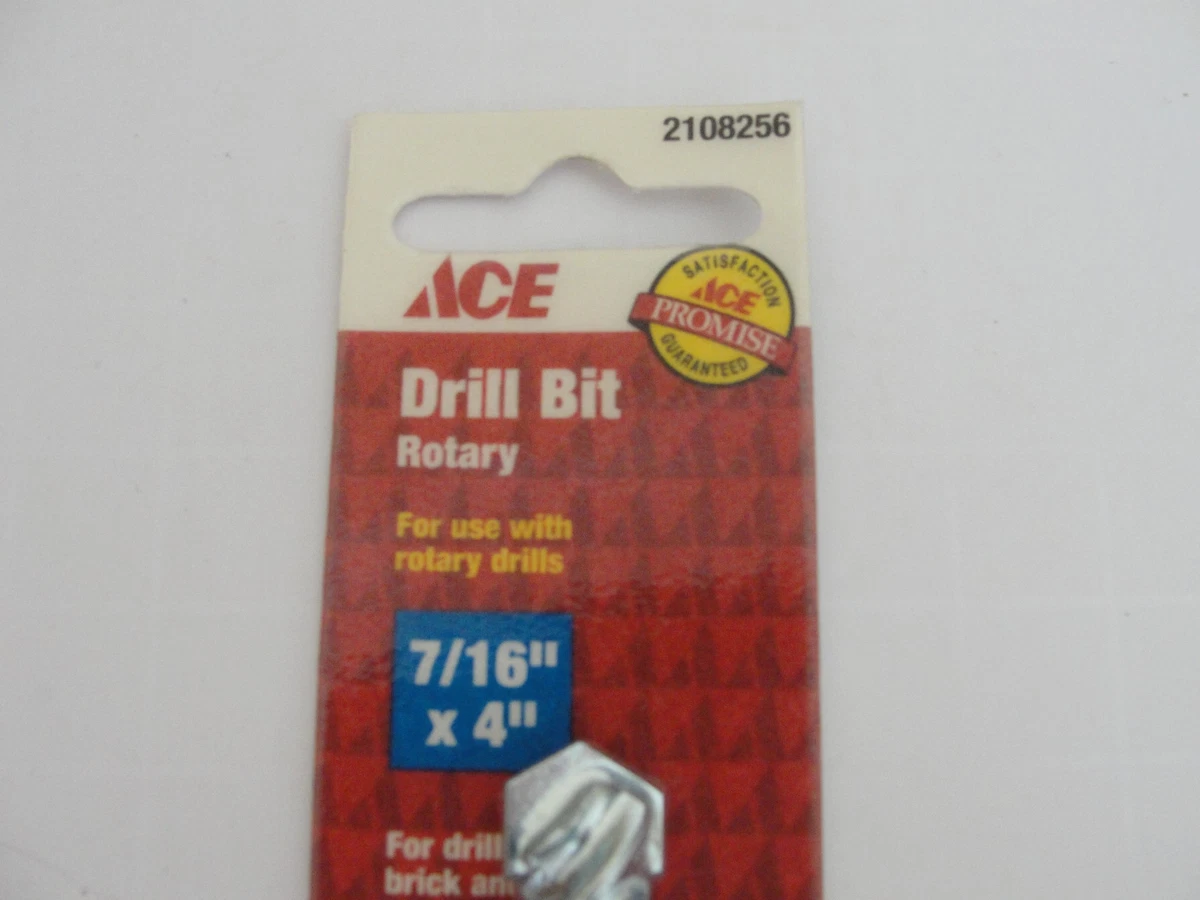 2108256
ACE
SATISFACTION
ACE
PROMISE
GUARANTEED
Drill Bit
Rotary
For use with
rotary drills
7/16"
x 4"
For drill
brick an